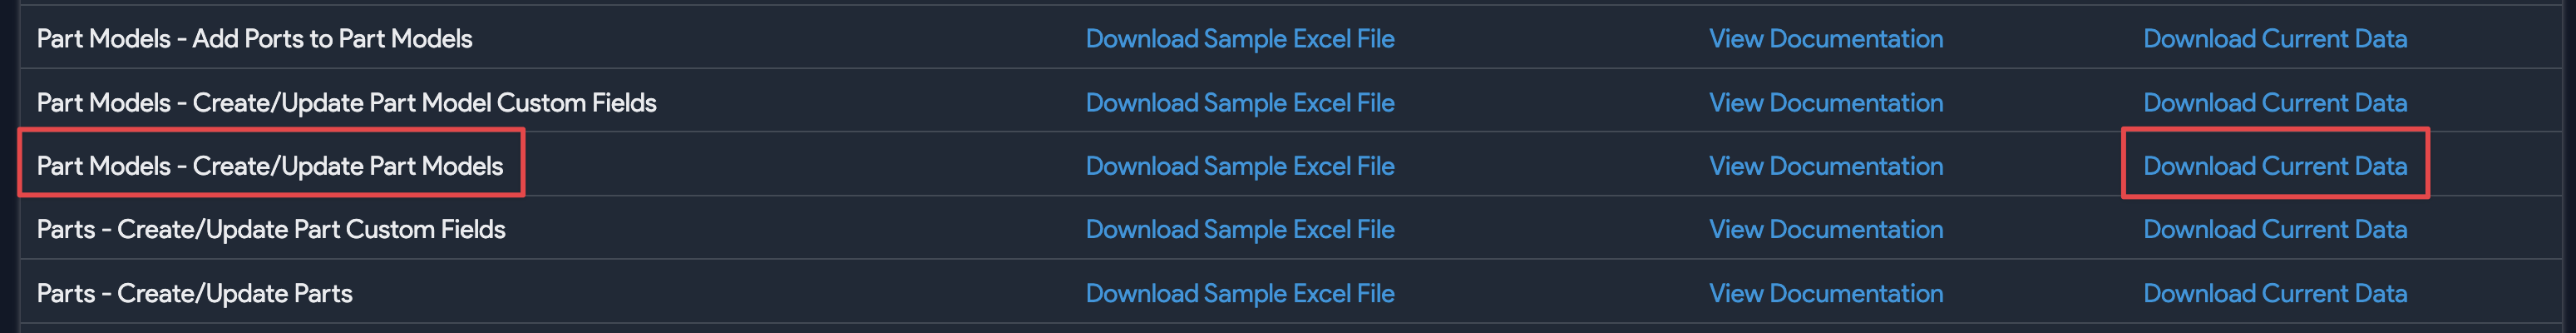 Part Models - Add Ports to Part Models Download Sample Excel File View Documentation Download Current Data
Part Models - Create/Update Part Model Custom Fields Download Sample Excel File View Documentation Download Current Data
Part Models - Create/Update Part Models Download Sample Excel File View Documentation Download Current Data
Parts - Create/Update Part Custom Fields Download Sample Excel File View Documentation Download Current Data
Parts - Create/Update Parts Download Sample Excel File View Documentation Download Current Data